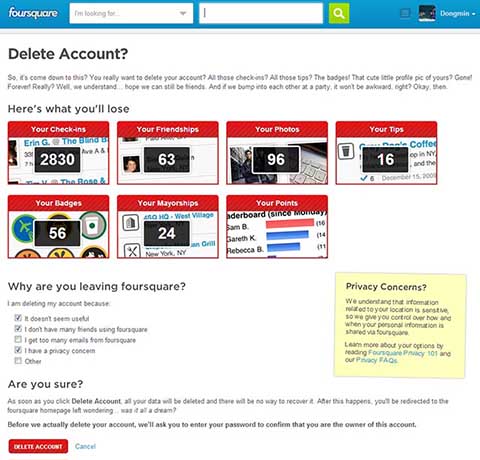 foursquare I'm looking for... Dongmin
Delete Account?
So, it's come down to this? You really want to delete your account? All those check-ins? All those tips? The badges! That cute little profile pic of yours? Gone!
Forever! Really? Well, we understand... hope we can still be friends. And if we bump into each other at a party, it won't be awkward, right? Okay, then.
Here's what you'll lose
Your Check-ins
Erin G. @ The Blind B
2830
Tim V. @ The Rose &
Your Friendships
63
Your Photos
96
Your Tips
Coffee
16
December 15, 2009
Your Badges
56
Your Mayorships
HQ - West Village
24
Grill
New York, NY
Your Points
aderboard (since Monday)
Sam B. (16
Gareth K. (14
Rebecca B. (11
Why are you leaving foursquare?
I am deleting my account because:
It doesn't seem useful
I don't have many friends using foursquare
I get too many emails from foursquare
I have a privacy concern
Other
Privacy Concerns?
We understand that information
related to your location is sensitive,
so we give you control over how and
when your personal information is
shared via foursquare.
Learn more about your options by
reading Foursquare Privacy 101 and
our Privacy FAQs.
Are you sure?
As soon as you click Delete Account, all your data will be deleted and there will be no way to recover it. After this happens, you'll be redirected to the
foursquare homepage left wondering... was it all a dream?
Before we actually delete your account, we'll ask you to enter your password to confirm that you are the owner of this account.
DELETE ACCOUNT Cancel